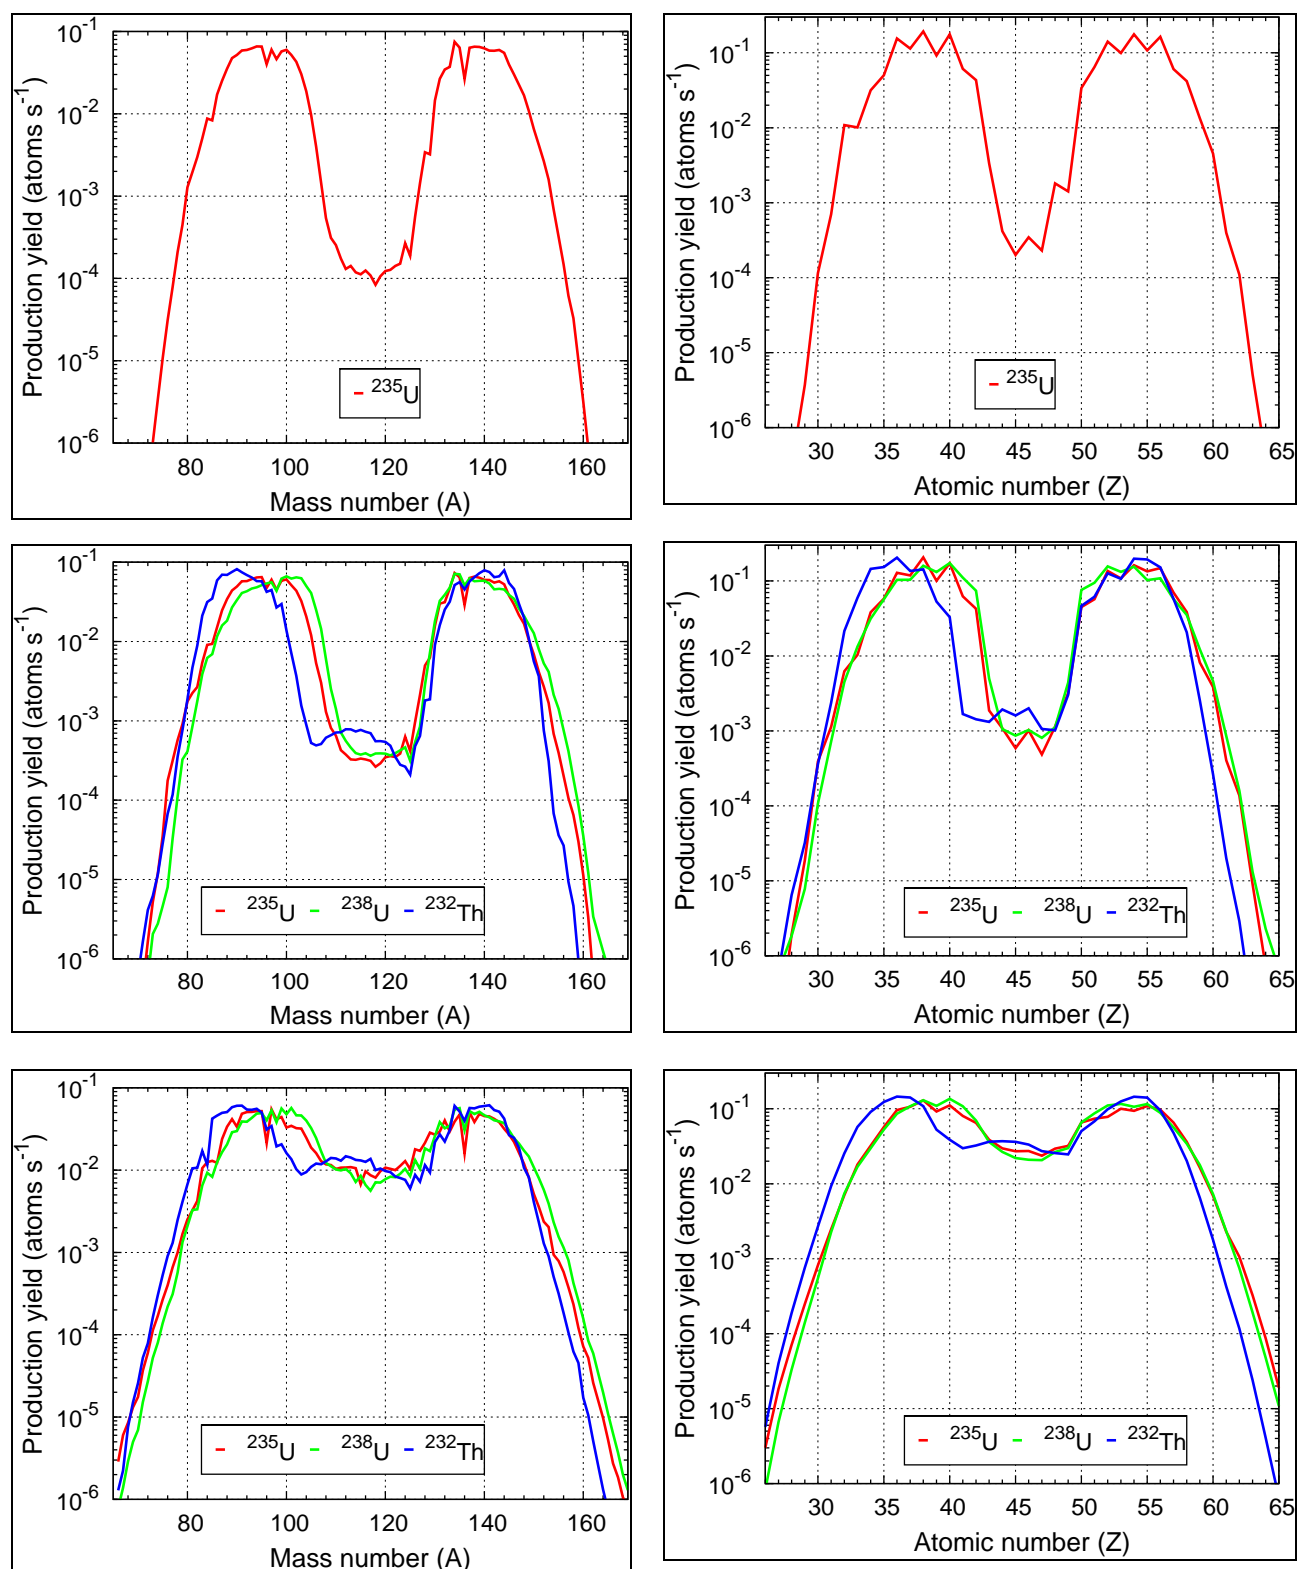 Production yield (atoms s-1)
10-1
10-2
10-3
10-4
10-5
10-6
235U
80 100 120 140 160
Mass number (A)
Production yield (atoms s-1)
10-1
10-2
10-3
10-4
10-5
10-6
235U
30 35 40 45 50 55 60 65
Atomic number (Z)
Production yield (atoms s-1)
10-1
10-2
10-3
10-4
10-5
10-6
235U 238U 232Th
80 100 120 140 160
Mass number (A)
Production yield (atoms s-1)
10-1
10-2
10-3
10-4
10-5
10-6
235U 238U 232Th
30 35 40 45 50 55 60 65
Atomic number (Z)
Production yield (atoms s-1)
10-1
10-2
10-3
10-4
10-5
10-6
235U 238U 232Th
80 100 120 140 160
Mass number (A)
Production yield (atoms s-1)
10-1
10-2
10-3
10-4
10-5
10-6
235U 238U 232Th
30 35 40 45 50 55 60 65
Atomic number (Z)